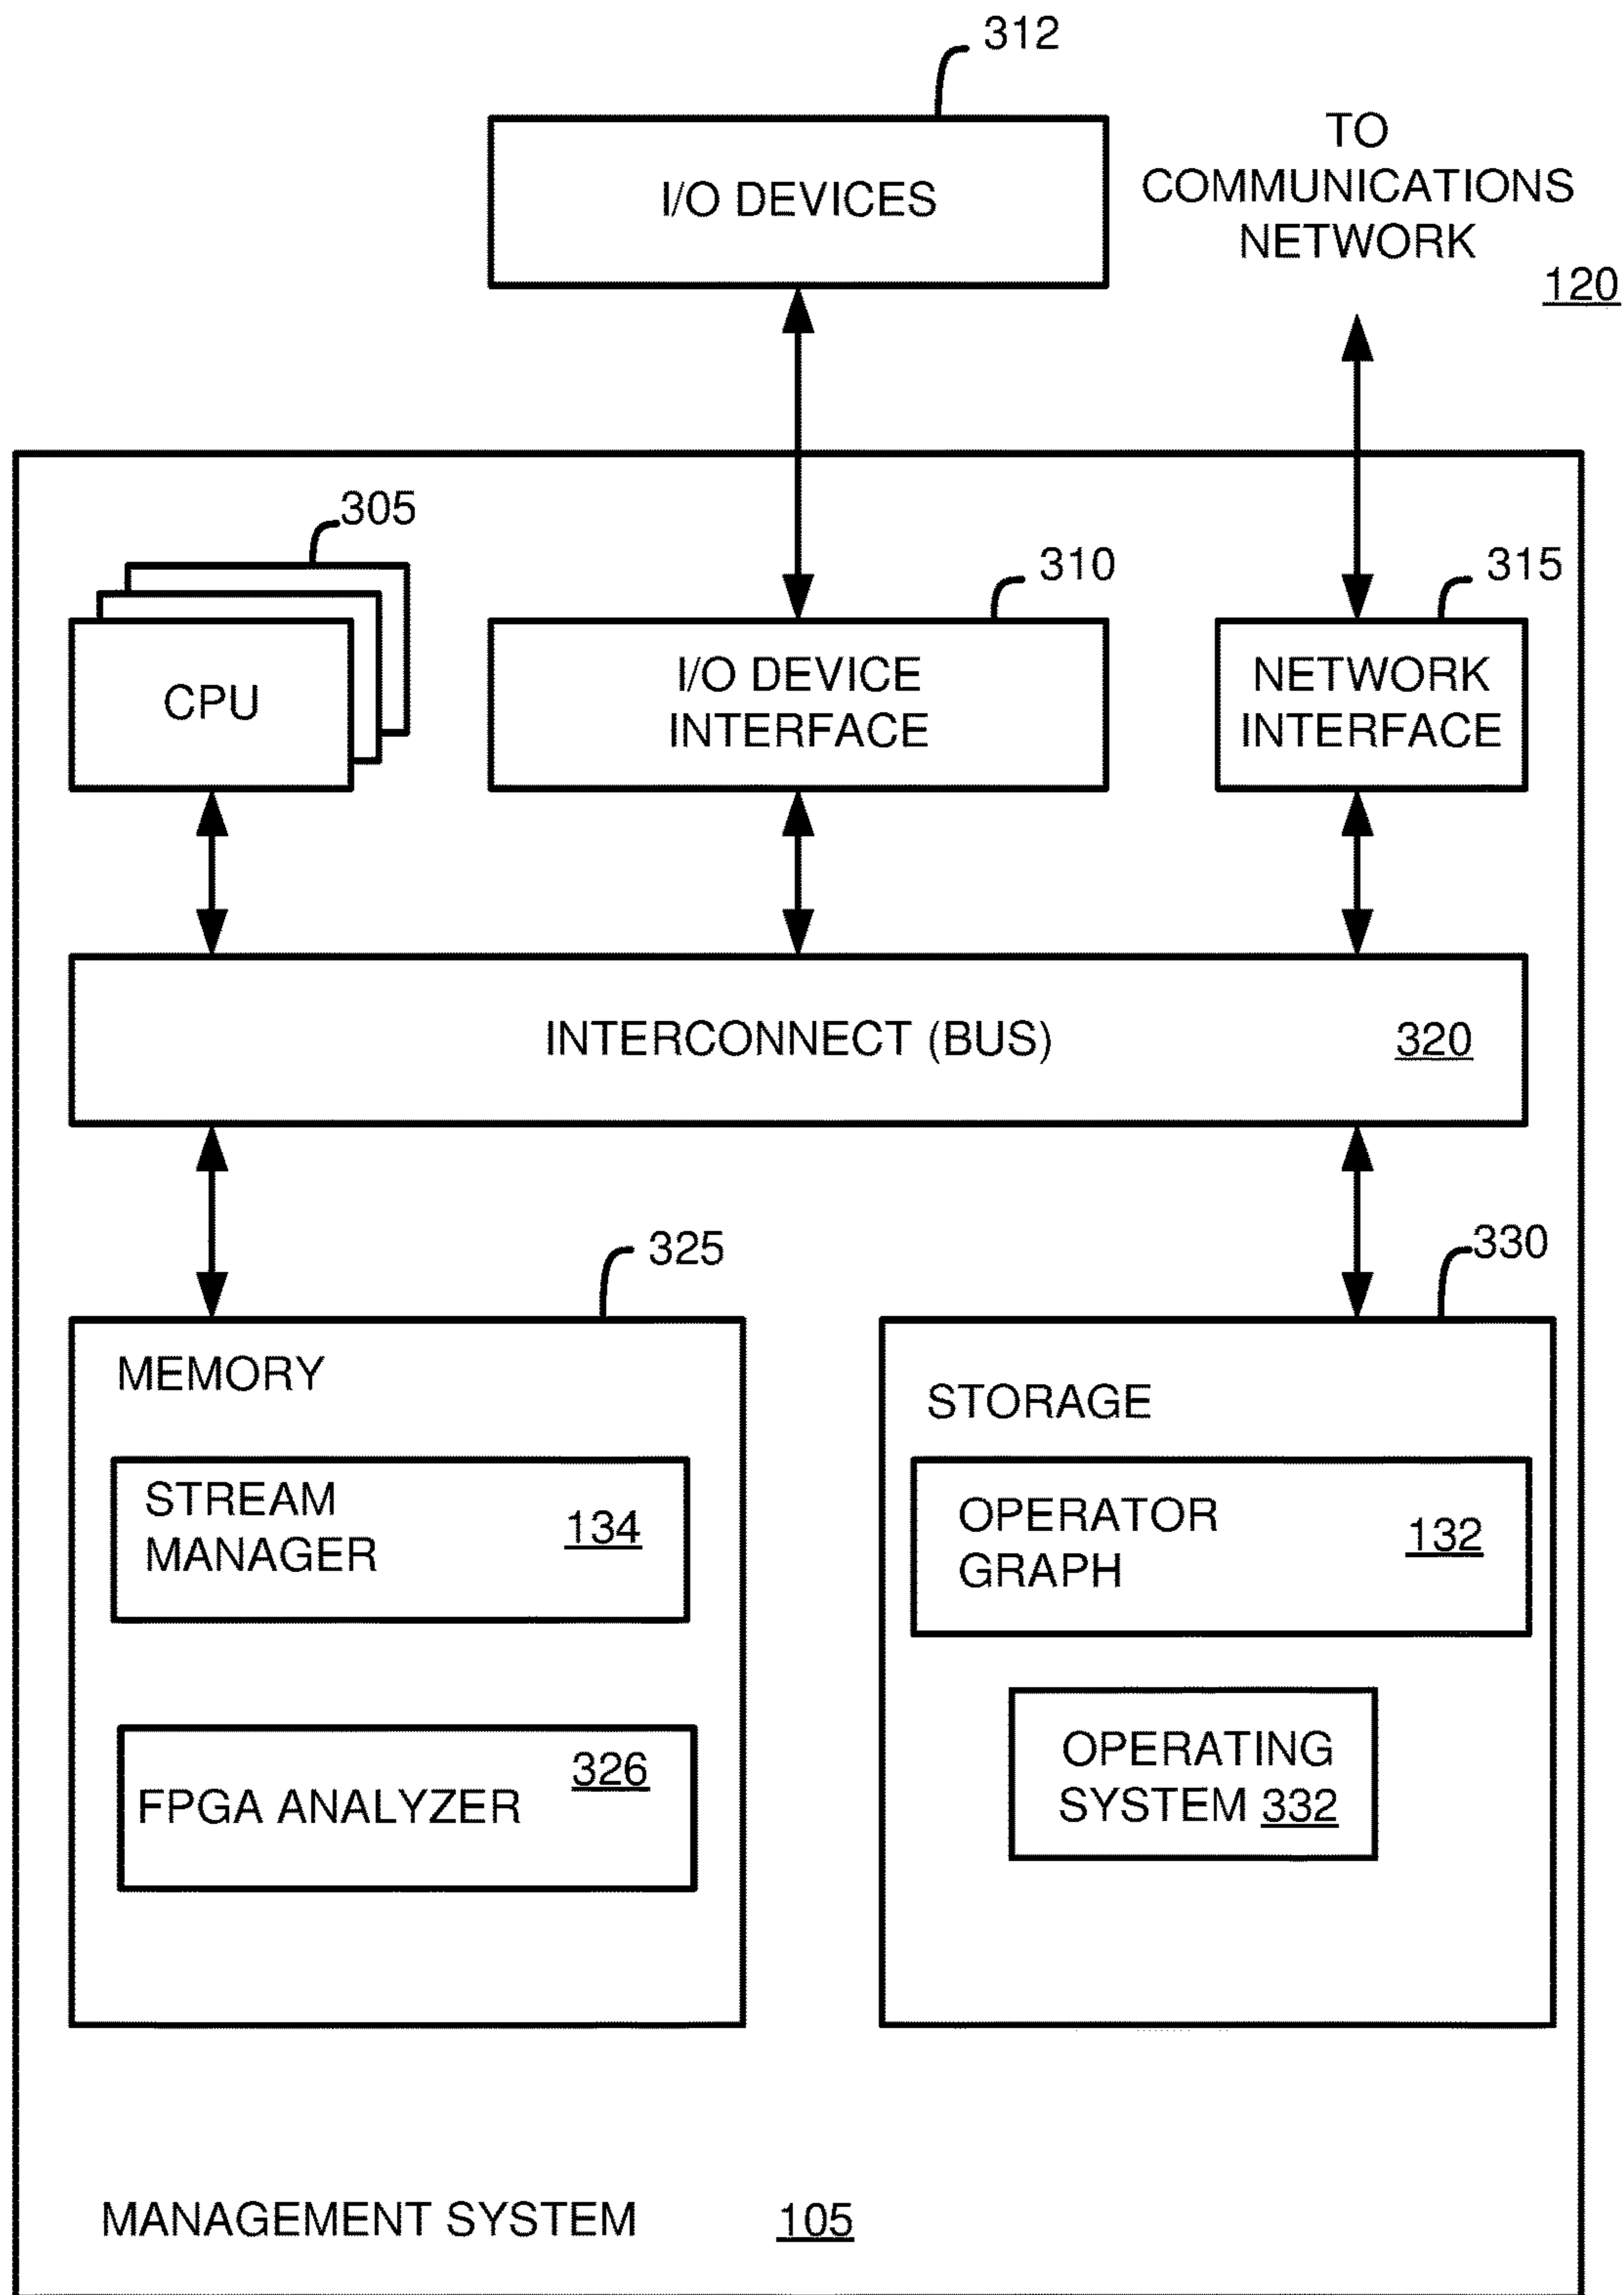 312
I/O DEVICES
TO
COMMUNICATIONS
NETWORK
120
305
CPU
310
I/O DEVICE
INTERFACE
315
NETWORK
INTERFACE
INTERCONNECT (BUS) 320
325
MEMORY
STREAM
MANAGER
134
FPGA ANALYZER
326
330
STORAGE
OPERATOR
GRAPH
132
OPERATING
SYSTEM 332
MANAGEMENT SYSTEM 105